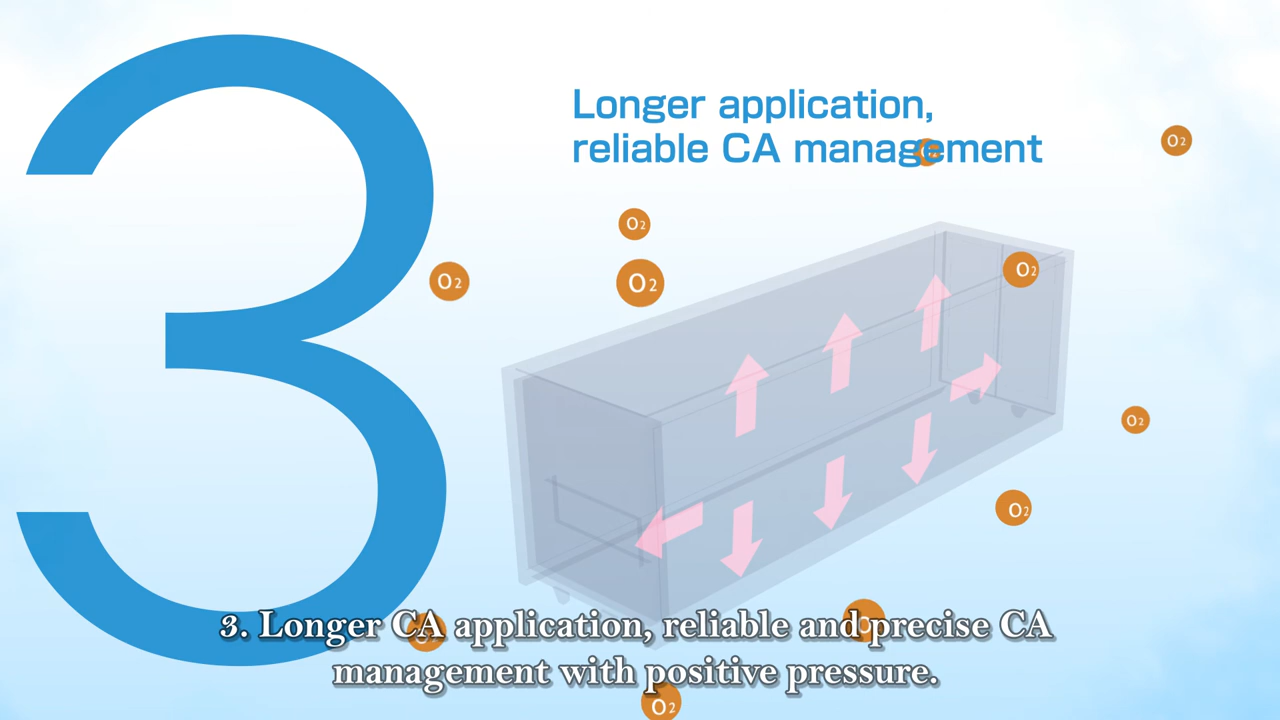 3
Longer application,
reliable CA management
O2
O2
O2
O2
O2
O2
O2
O2
3. Longer CA application, reliable and precise CA
management with positive pressure.